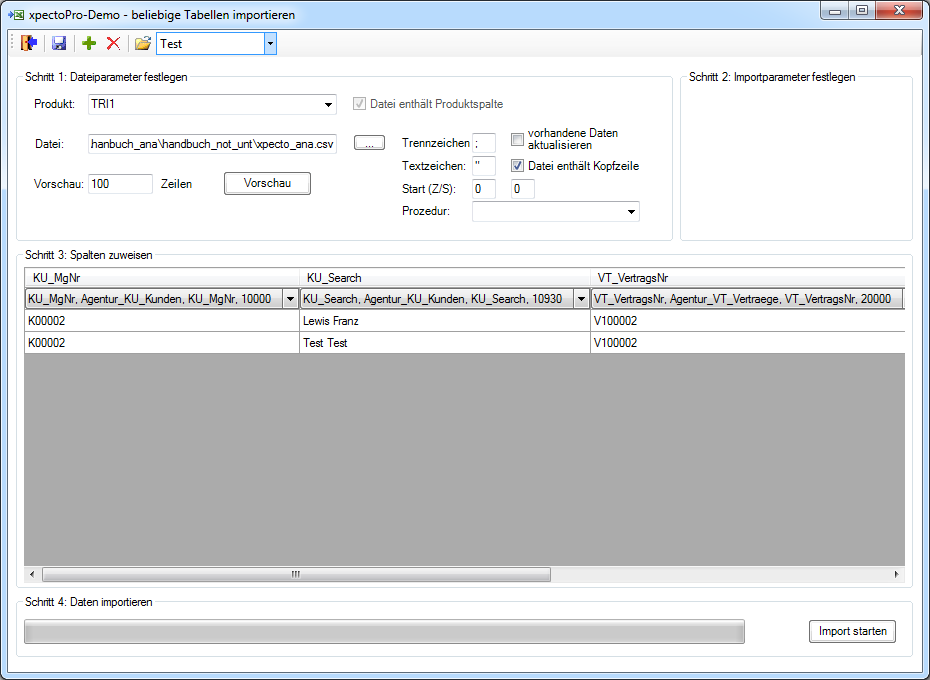 xpectoPro-Demo - beliebige Tabellen importieren
Test
Schritt 1: Dateiparameter festlegen
Schritt 2: Importparameter festlegen
Produkt: TRI1
Datei enthält Produktspalte
Datei: hanbuch_ana\handbuch_not_unt\xpecto_ana.csv ...
Trennzeichen ;
vorhandene Daten
aktualisieren
Textzeichen: "
Datei enthält Kopfzeile
Vorschau: 100 Zeilen Vorschau
Start (Z/S): 0 0
Prozedur:
Schritt 3: Spalten zuweisen
KU_MgNr KU_Search VT_VertragsNr
KU_MgNr, Agentur_KU_Kunden, KU_MgNr, 10000 KU_Search, Agentur_KU_Kunden, KU_Search, 10930 VT_VertragsNr, Agentur_VT_Vertraege, VT_VertragsNr, 20000
K00002 Lewis Franz V100002
K00002 Test Test V100002
Schritt 4: Daten importieren
Import starten